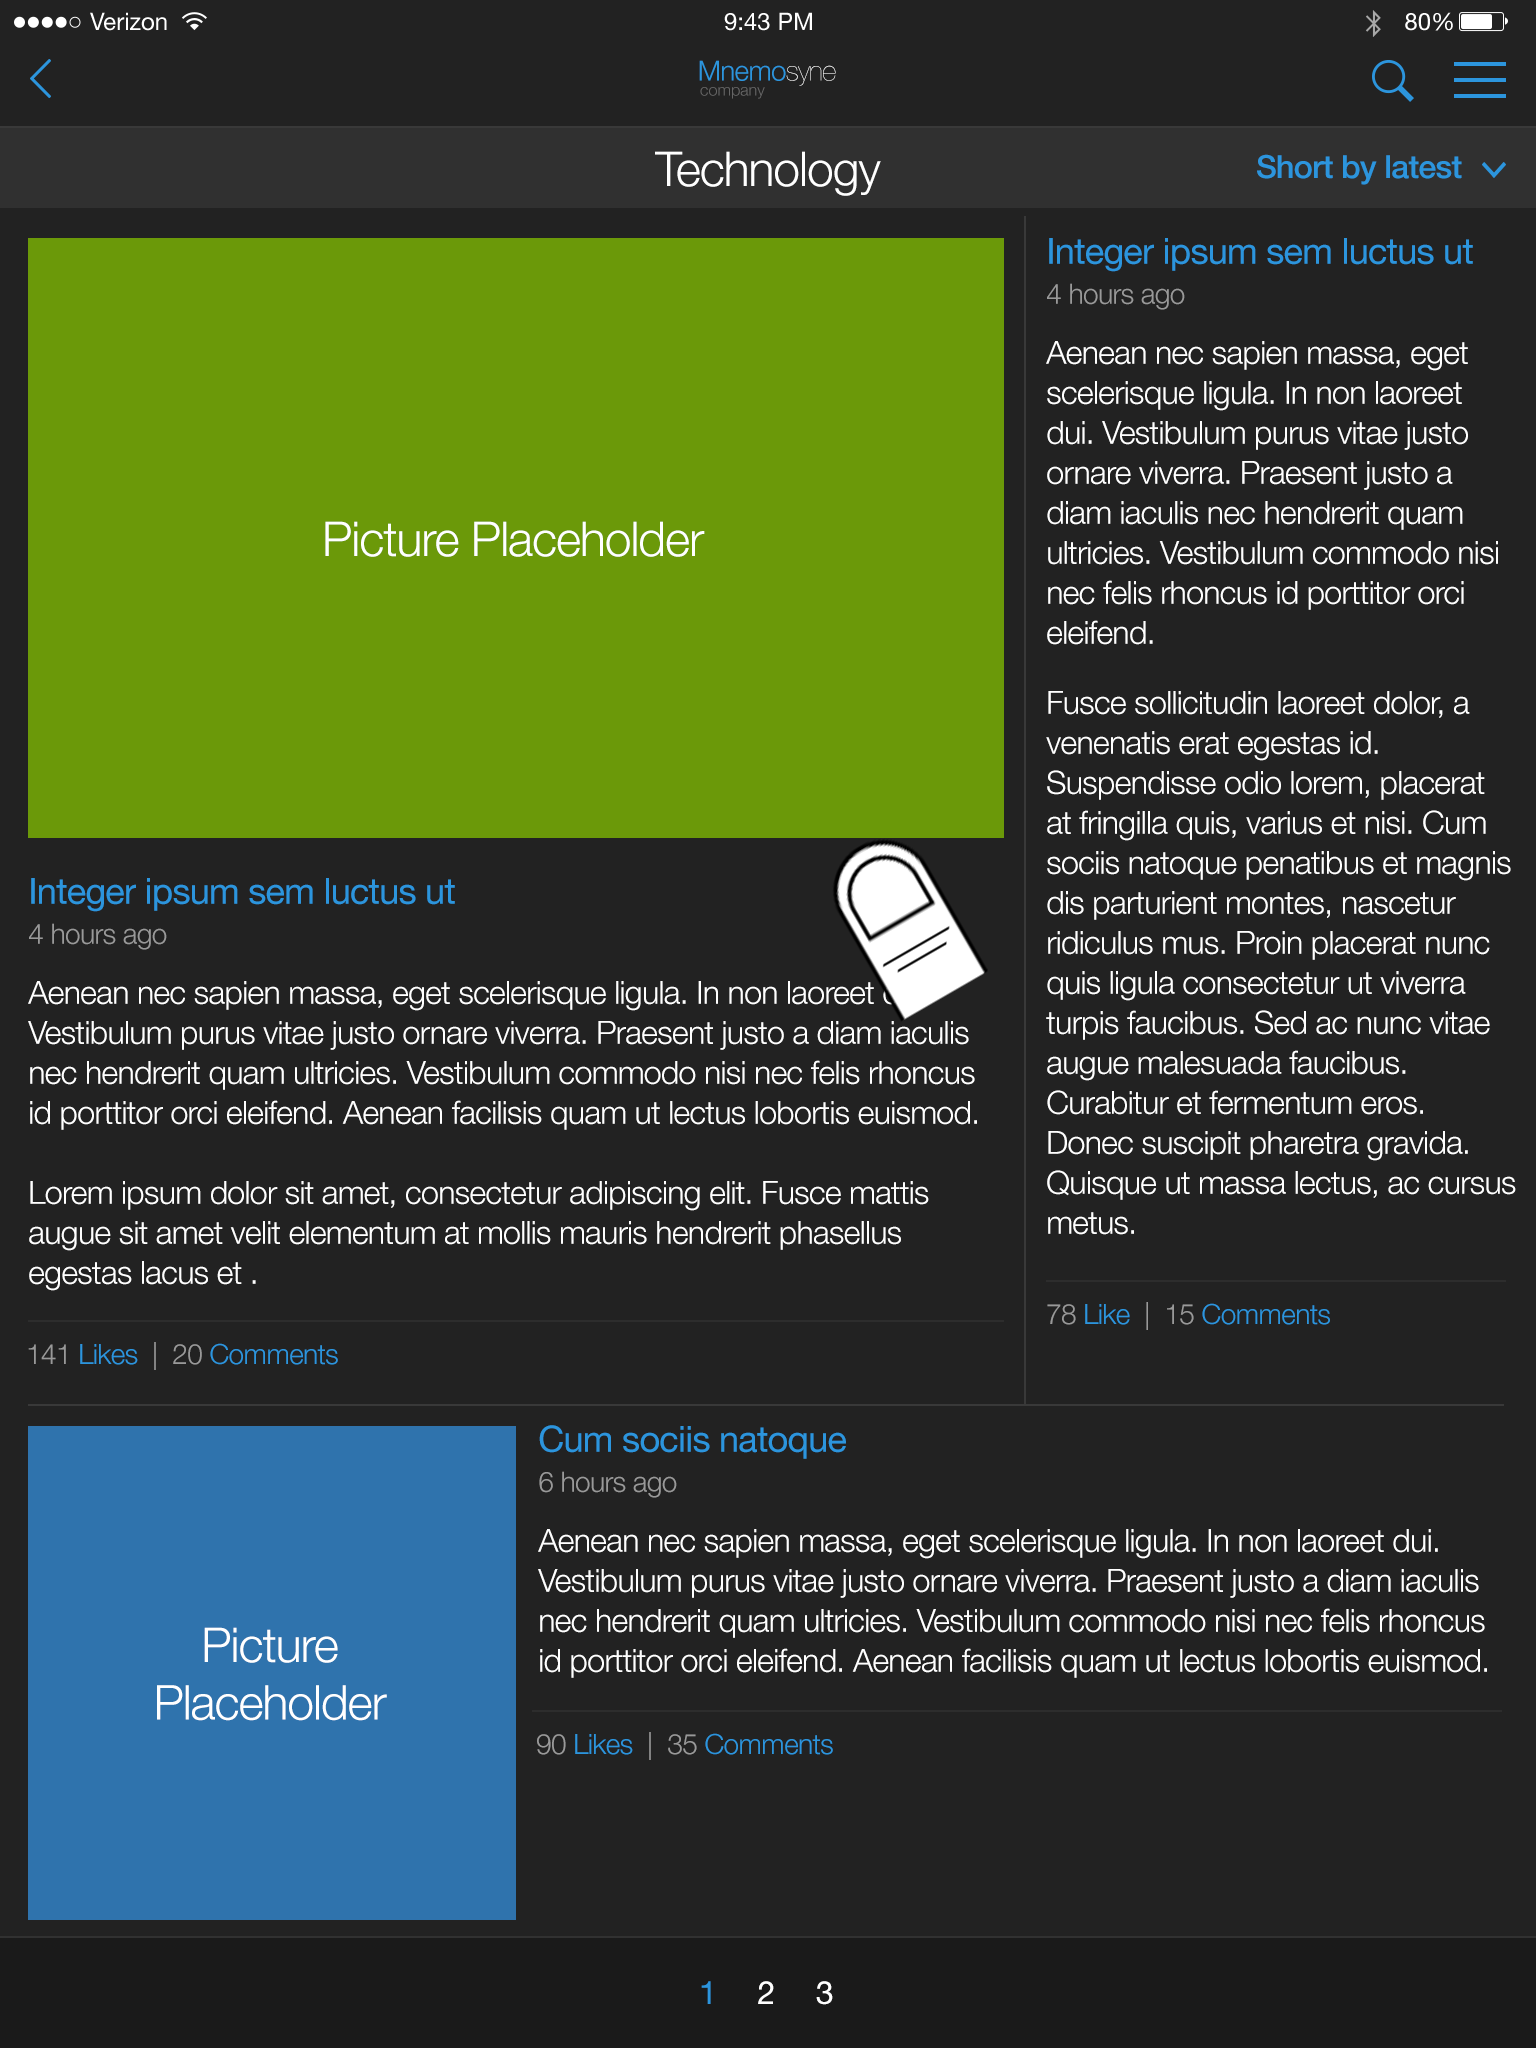 Verizon
9:43 PM
80%
Mnemosyne
company
Technology
Short by latest
Picture Placeholder
Integer ipsum sem luctus ut
4 hours ago
Aenean nec sapien massa, eget scelerisque ligula. In non laoreet
Vestibulum purus vitae justo ornare viverra. Praesent justo a diam iaculis
nec hendrerit quam ultricies. Vestibulum commodo nisi nec felis rhoncus
id porttitor orci eleifend. Aenean facilisis quam ut lectus lobortis euismod.
Lorem ipsum dolor sit amet, consectetur adipiscing elit. Fusce mattis
augue sit amet velit elementum at mollis mauris hendrerit phasellus
egestas lacus et .
141 Likes | 20 Comments
Integer ipsum sem luctus ut
4 hours ago
Aenean nec sapien massa, eget
scelerisque ligula. In non laoreet
dui. Vestibulum purus vitae justo
ornare viverra. Praesent justo a
diam iaculis nec hendrerit quam
ultricies. Vestibulum commodo nisi
nec felis rhoncus id porttitor orci
eleifend.
Fusce sollicitudin laoreet dolor, a
venenatis erat egestas id.
Suspendisse odio lorem, placerat
at fringilla quis, varius et nisi. Cum
sociis natoque penatibus et magnis
dis parturient montes, nascetur
ridiculus mus. Proin placerat nunc
quis ligula consectetur ut viverra
turpis faucibus. Sed ac nunc vitae
augue malesuada faucibus.
Curabitur et fermentum eros.
Donec suscipit pharetra gravida.
Quisque ut massa lectus, ac cursus
metus.
78 Like | 15 Comments
Picture
Placeholder
Cum sociis natoque
6 hours ago
Aenean nec sapien massa, eget scelerisque ligula. In non laoreet dui.
Vestibulum purus vitae justo ornare viverra. Praesent justo a diam iaculis
nec hendrerit quam ultricies. Vestibulum commodo nisi nec felis rhoncus
id porttitor orci eleifend. Aenean facilisis quam ut lectus lobortis euismod.
90 Likes | 35 Comments
1 2 3